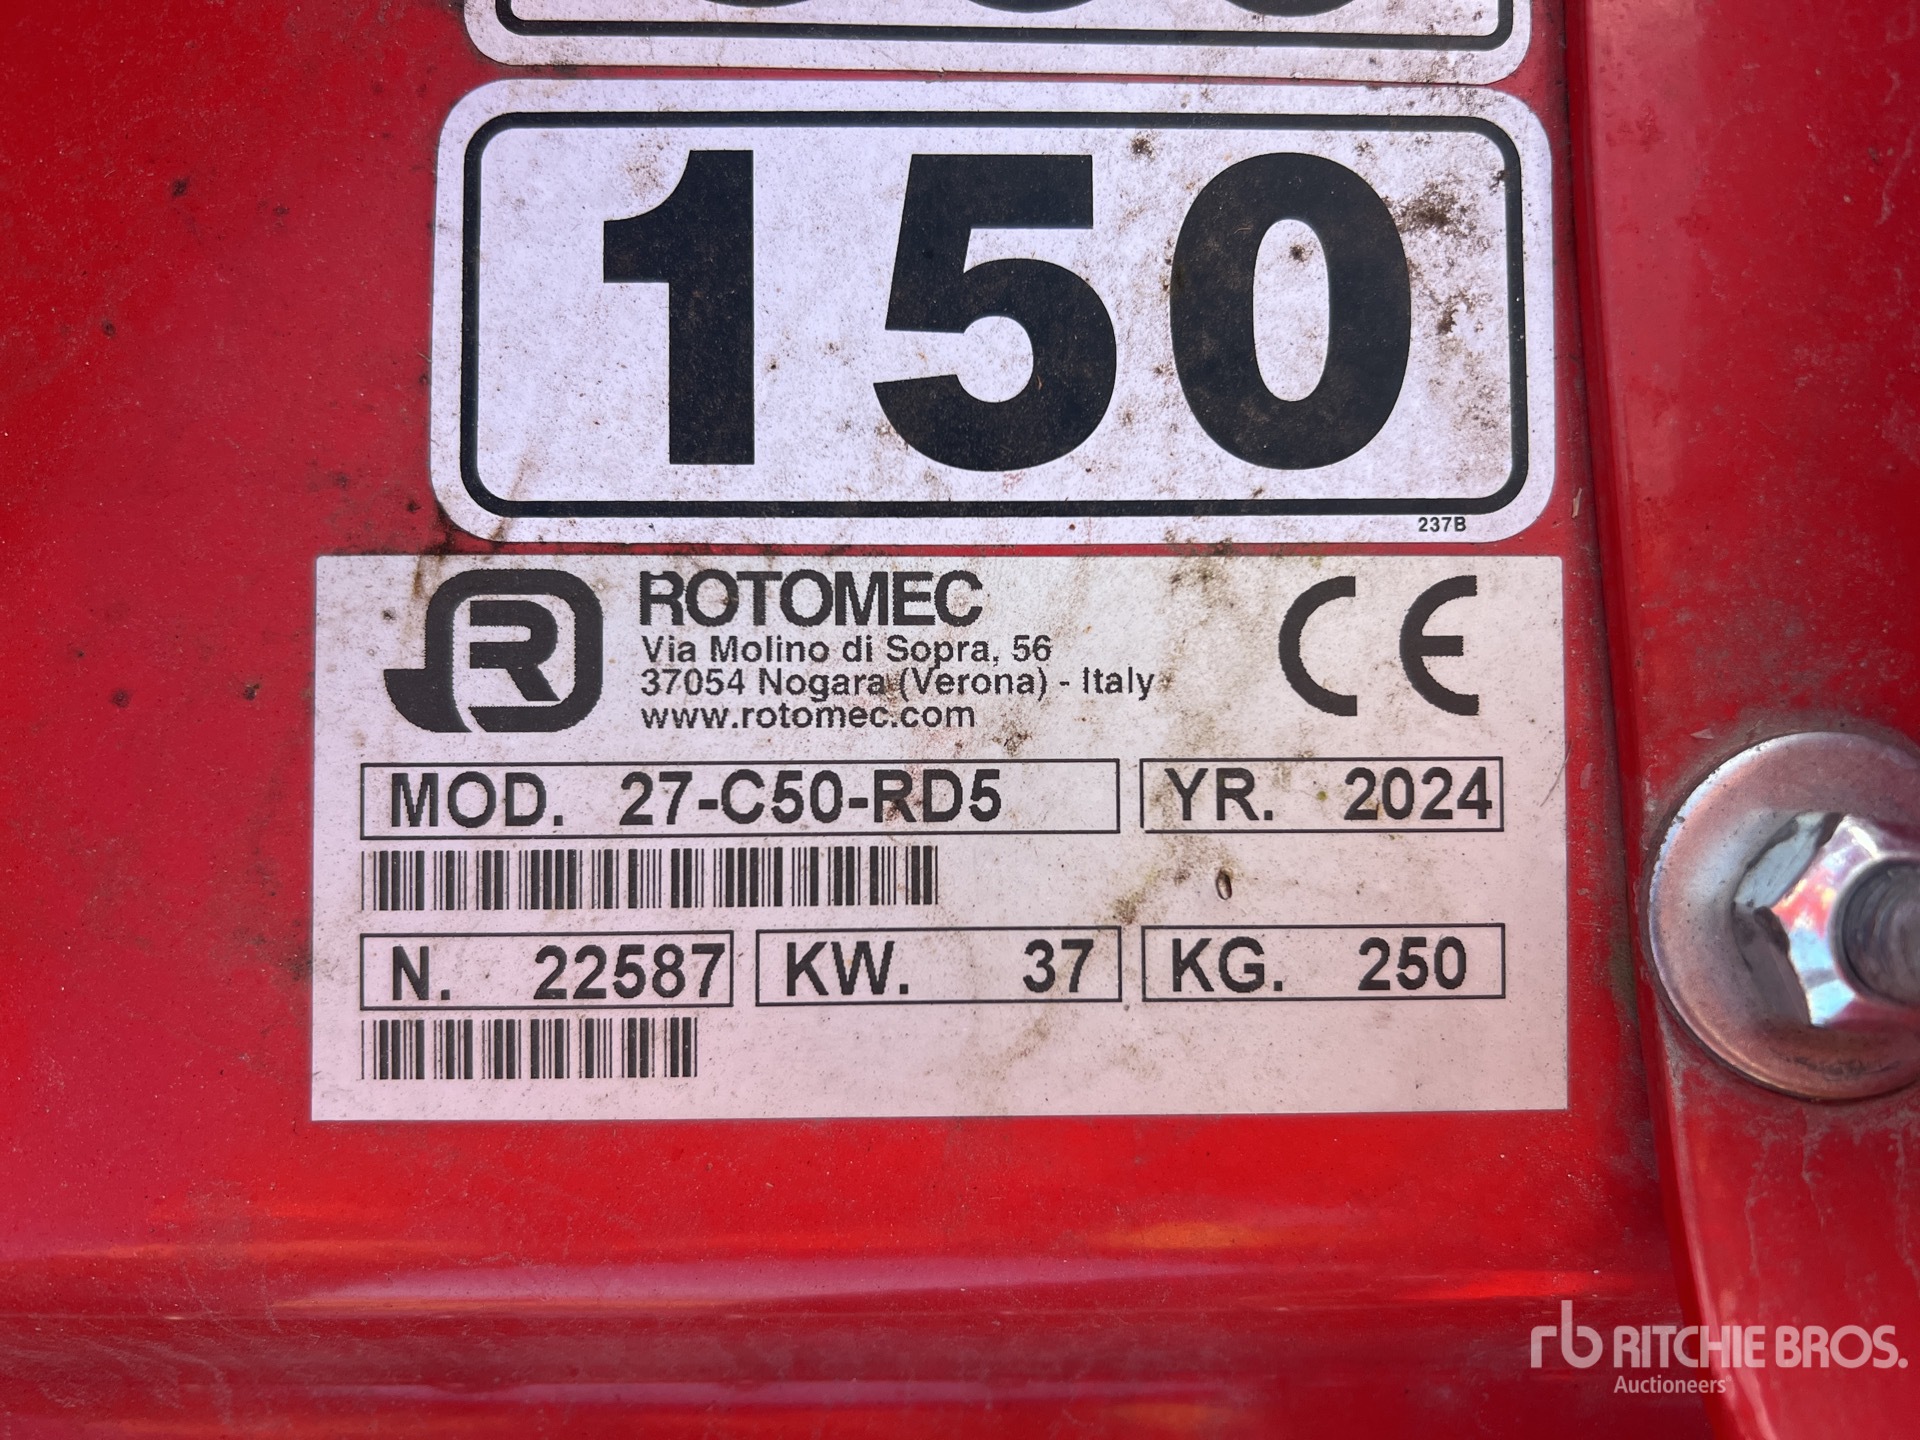 150
237B
R
ROTOMEC
Via Molino di Sopra, 56
37054 Nogara (Verona) - Italy
www.rotomec.com
CE
MOD. 27-C50-RD5
YR. 2024
N. 22587
KW. 37
KG. 250
rb RITCHIE BROS.
Auctioneers